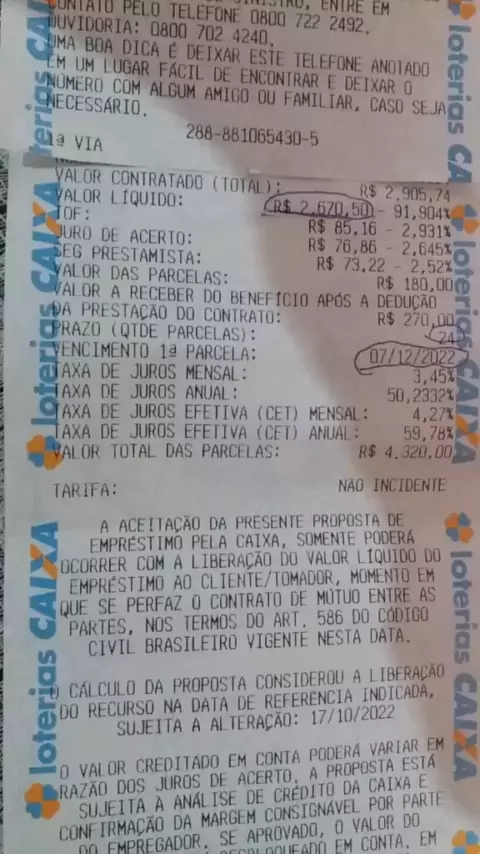 CONTATO PELO TELEFONE 0800 722 2492.
OUVIDORIA: 0800 702 4240.
UMA BOA DICA É DEIXAR ESTE TELEFONE ANOTADO
EM UM LUGAR FÁCIL DE ENCONTRAR E DEIXAR O
NÚMERO COM ALGUM AMIGO OU FAMILIAR, CASO SEJA
NECESSÁRIO.
288-881065430-5
1ª VIA
VALOR CONTRATADO (TOTAL): R$ 2.905,74
VALOR LÍQUIDO: R$ 2.670,50 - 91,904%
IOF: R$ 85,16 - 2,931%
JURO DE ACERTO: R$ 76,86 - 2,645%
SEG PRESTAMISTA: R$ 73,22 - 2,52%
VALOR DAS PARCELAS: R$ 180,00
VALOR A RECEBER DO BENEFÍCIO APÓS A DEDUÇÃO
DA PRESTAÇÃO DO CONTRATO: R$ 270,00
PRAZO (QTDE PARCELAS): 24
VENCIMENTO 1ª PARCELA: 07/12/2022
TAXA DE JUROS MENSAL: 3,45%
TAXA DE JUROS ANUAL: 50,2332%
TAXA DE JUROS EFETIVA (CET) MENSAL: 4,27%
TAXA DE JUROS EFETIVA (CET) ANUAL: 59,78%
VALOR TOTAL DAS PARCELAS: R$ 4.320,00
TARIFA: NÃO INCIDENTE
A ACEITAÇÃO DA PRESENTE PROPOSTA DE
EMPRÉSTIMO PELA CAIXA, SOMENTE PODERÁ
OCORRER COM A LIBERAÇÃO DO VALOR LÍQUIDO DO
EMPRÉSTIMO AO CLIENTE/TOMADOR, MOMENTO EM
QUE SE PERFAZ O CONTRATO DE MÚTUO ENTRE AS
PARTES, NOS TERMOS DO ART. 586 DO CÓDIGO
CIVIL BRASILEIRO VIGENTE NESTA DATA.
O CÁLCULO DA PROPOSTA CONSIDEROU A LIBERAÇÃO
DO RECURSO NA DATA DE REFERÊNCIA INDICADA,
SUJEITA A ALTERAÇÃO: 17/10/2022
O VALOR CREDITADO EM CONTA PODERÁ VARIAR EM
RAZÃO DOS JUROS DE ACERTO. A PROPOSTA ESTÁ
SUJEITA À ANÁLISE DE CRÉDITO DA CAIXA E
CONFIRMAÇÃO DA MARGEM CONSIGNÁVEL POR PARTE
DO EMPREGADOR. SE APROVADO, O VALOR DO
loterias CAIXA
loterias CAIXA
loterias CAIXA
loterias CAIXA
loterias CAIXA
loterias CAIXA